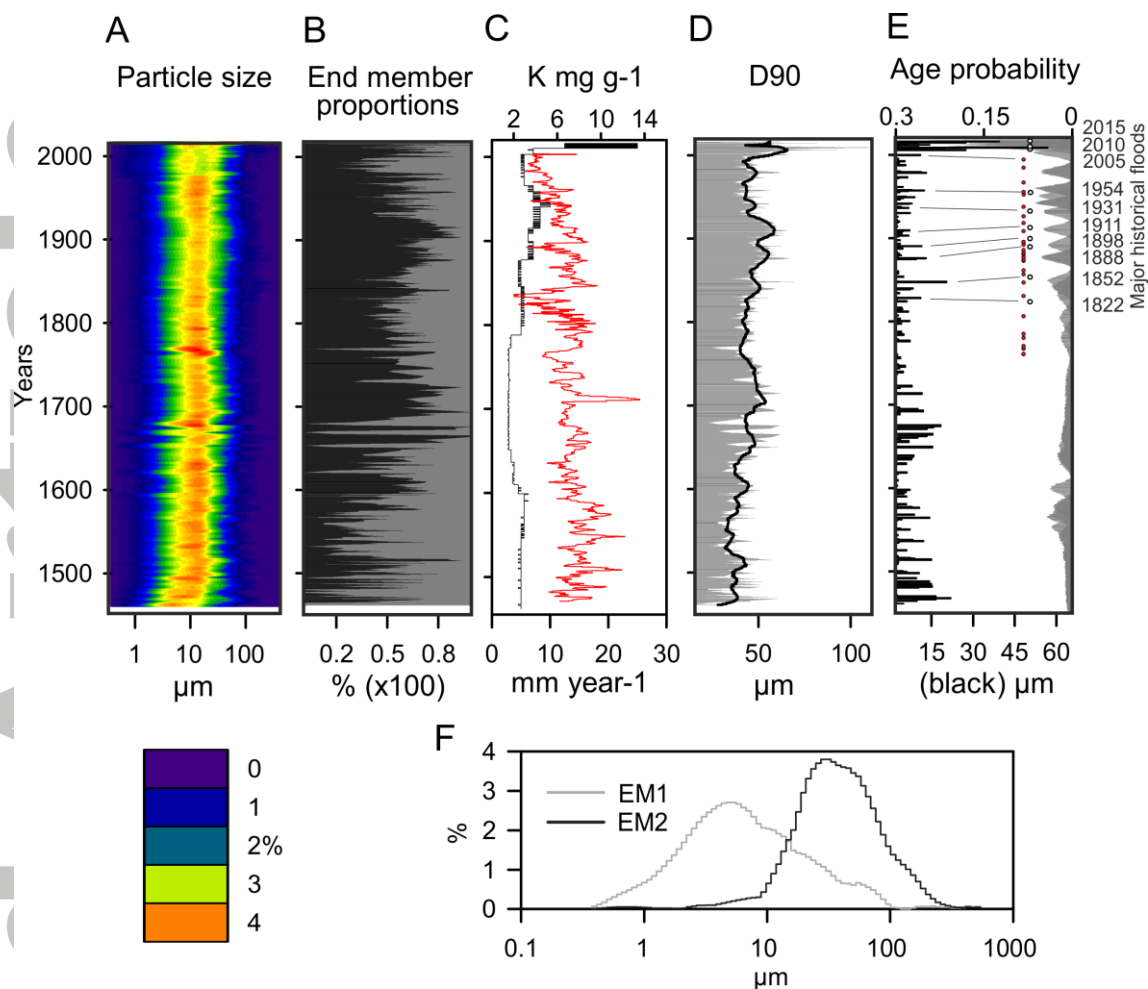 A B C D E
Particle size
End member
proportions
K mg g-1
D90
Age probability
2 6 10 14
0.3 0.15 0
Years
2000
1900
1800
1700
1600
1500
2015
2010
2005
1954
1931
1911
1898
1888
1852
1822
Major historical floods
1 10 100
µm
0.2 0.5 0.8
% (x100)
0 10 20 30
mm year-1
50 100
µm
15 30 45 60
(black) µm
0
1
2%
3
4
F
%
4
3
2
1
0
EM1
EM2
0.1 1 10 100 1000
µm